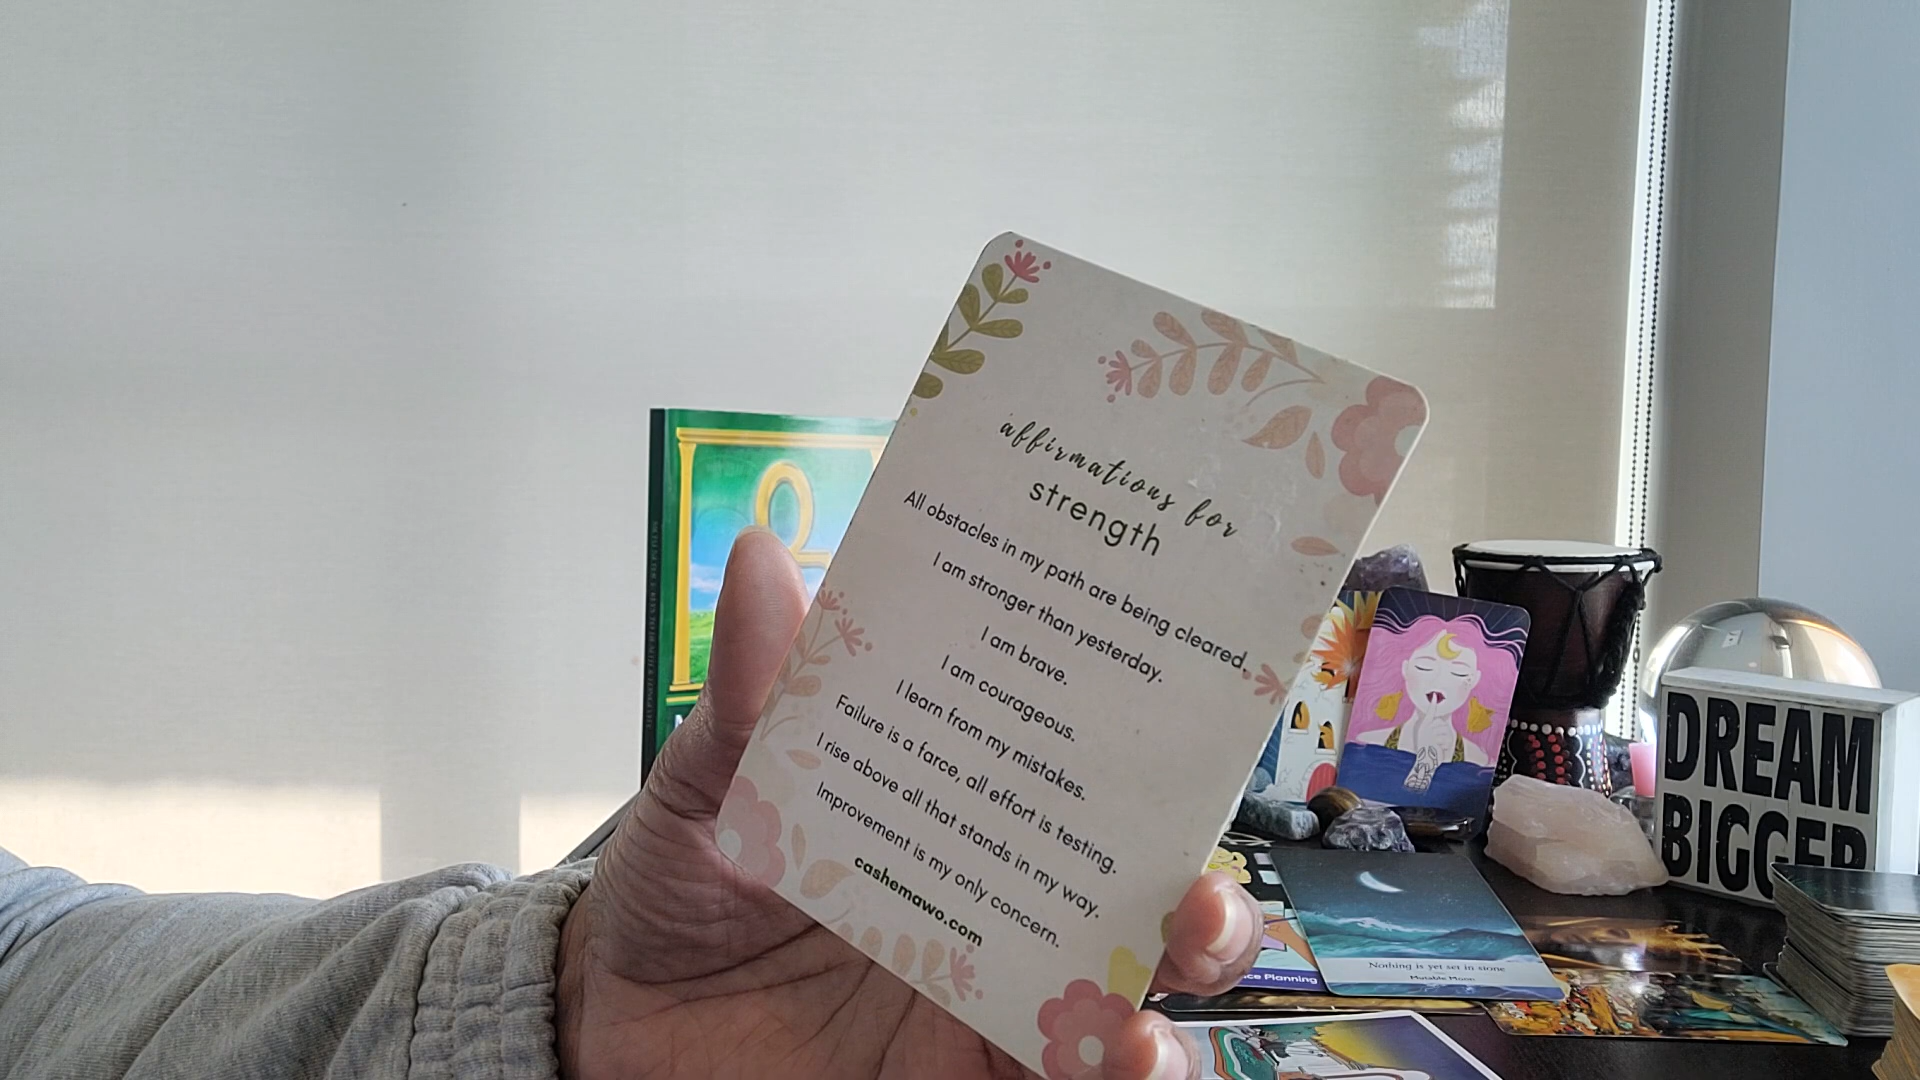 affirmations for
strength
All obstacles in my path are being cleared.
I am stronger than yesterday.
I am brave.
I am courageous.
I learn from my mistakes.
Failure is a farce, all effort is testing.
I rise above all that stands in my way.
Improvement is my only concern.
cashemawo.com
DREAM
BIGGER
Nothing is yet set in stone
Mutable Moon
Planning